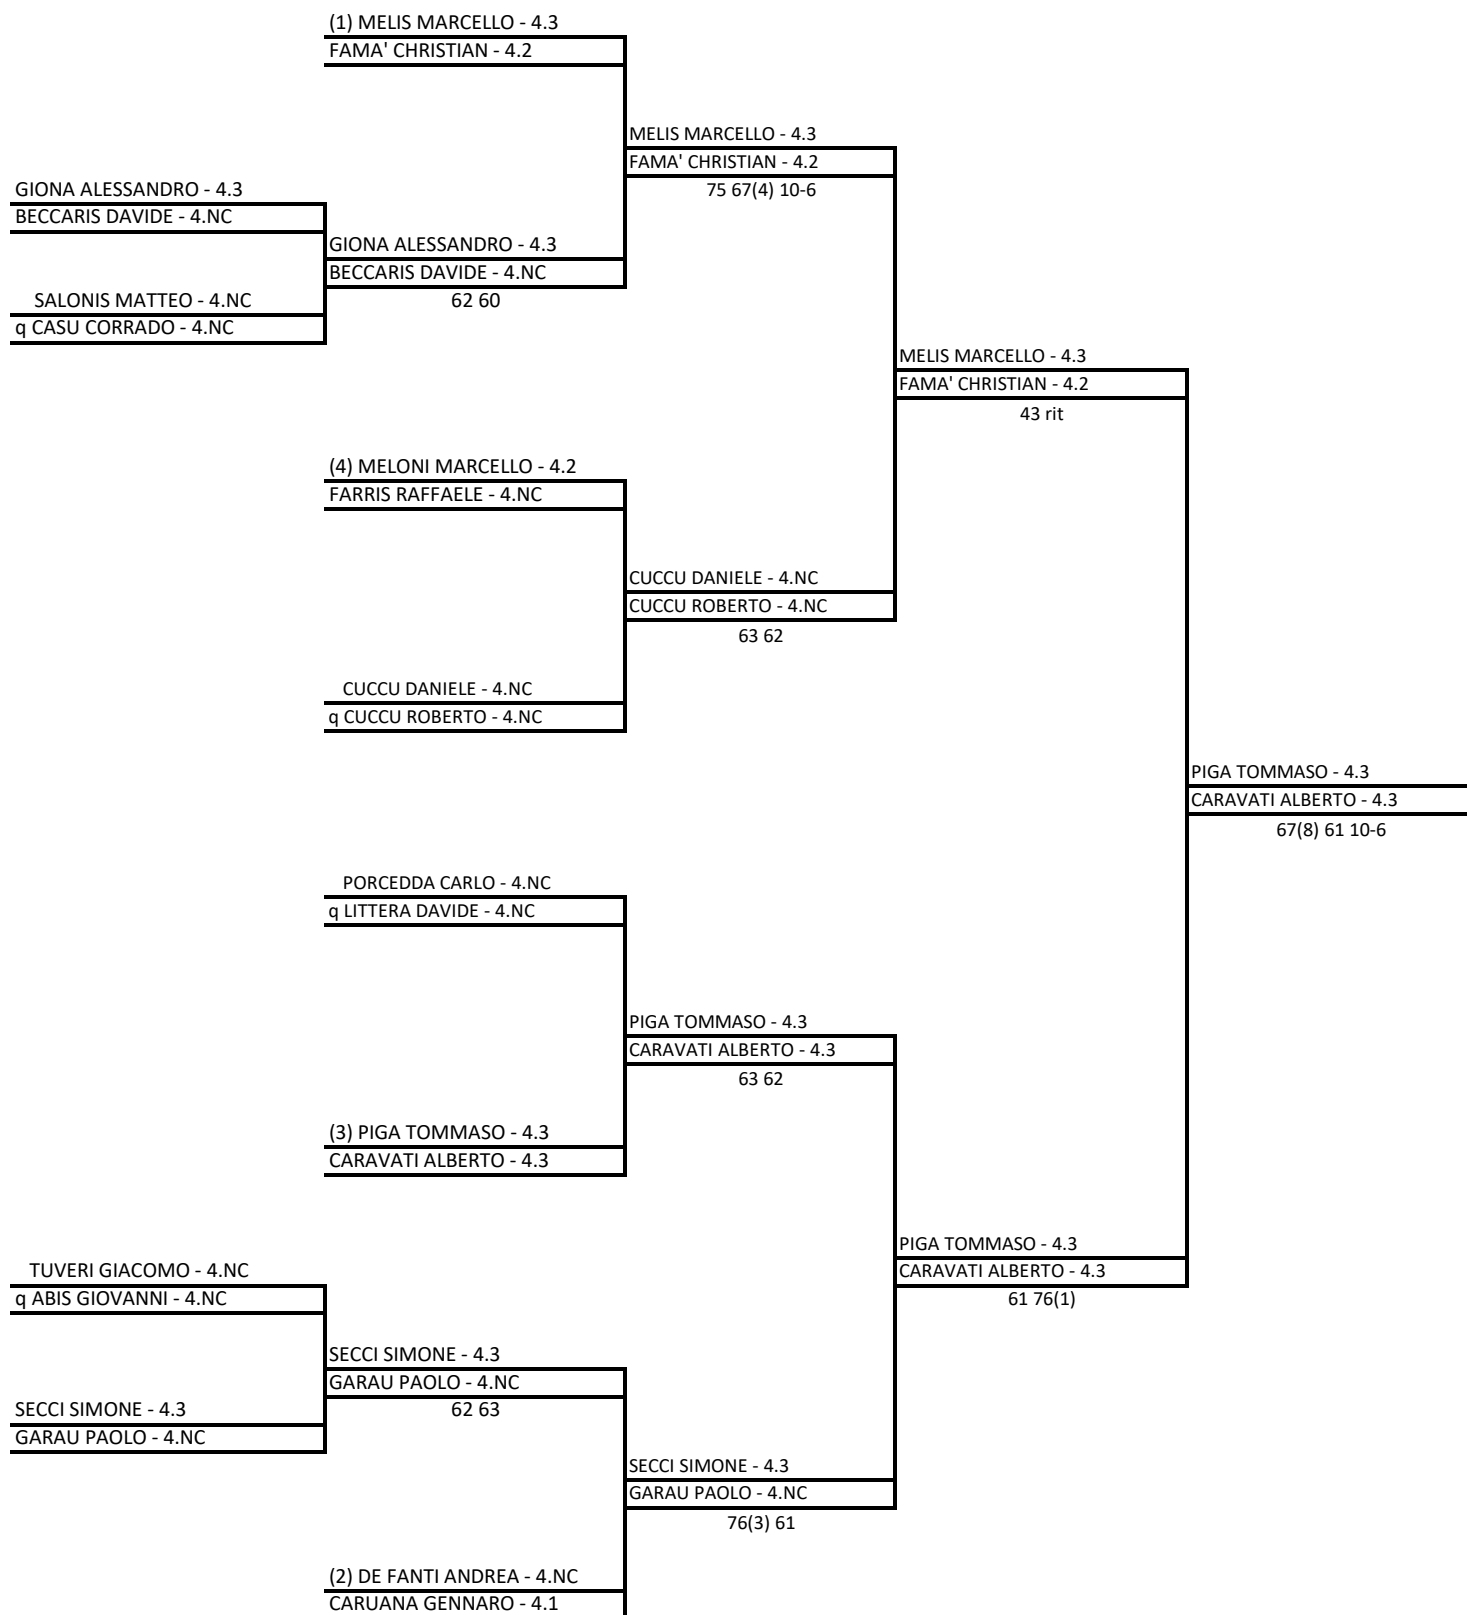 (1) MELIS MARCELLO - 4.3
FAMA' CHRISTIAN - 4.2
MELIS MARCELLO - 4.3
FAMA' CHRISTIAN - 4.2
75 67(4) 10-6
GIONA ALESSANDRO - 4.3
BECCARIS DAVIDE - 4.NC
GIONA ALESSANDRO - 4.3
BECCARIS DAVIDE - 4.NC
62 60
SALONIS MATTEO - 4.NC
q CASU CORRADO - 4.NC
MELIS MARCELLO - 4.3
FAMA' CHRISTIAN - 4.2
43 rit
(4) MELONI MARCELLO - 4.2
FARRIS RAFFAELE - 4.NC
CUCCU DANIELE - 4.NC
CUCCU ROBERTO - 4.NC
63 62
CUCCU DANIELE - 4.NC
q CUCCU ROBERTO - 4.NC
PIGA TOMMASO - 4.3
CARAVATI ALBERTO - 4.3
67(8) 61 10-6
PORCEDDA CARLO - 4.NC
q LITTERA DAVIDE - 4.NC
PIGA TOMMASO - 4.3
CARAVATI ALBERTO - 4.3
63 62
(3) PIGA TOMMASO - 4.3
CARAVATI ALBERTO - 4.3
PIGA TOMMASO - 4.3
CARAVATI ALBERTO - 4.3
61 76(1)
TUVERI GIACOMO - 4.NC
q ABIS GIOVANNI - 4.NC
SECCI SIMONE - 4.3
GARAU PAOLO - 4.NC
62 63
SECCI SIMONE - 4.3
GARAU PAOLO - 4.NC
SECCI SIMONE - 4.3
GARAU PAOLO - 4.NC
76(3) 61
(2) DE FANTI ANDREA - 4.NC
CARUANA GENNARO - 4.1